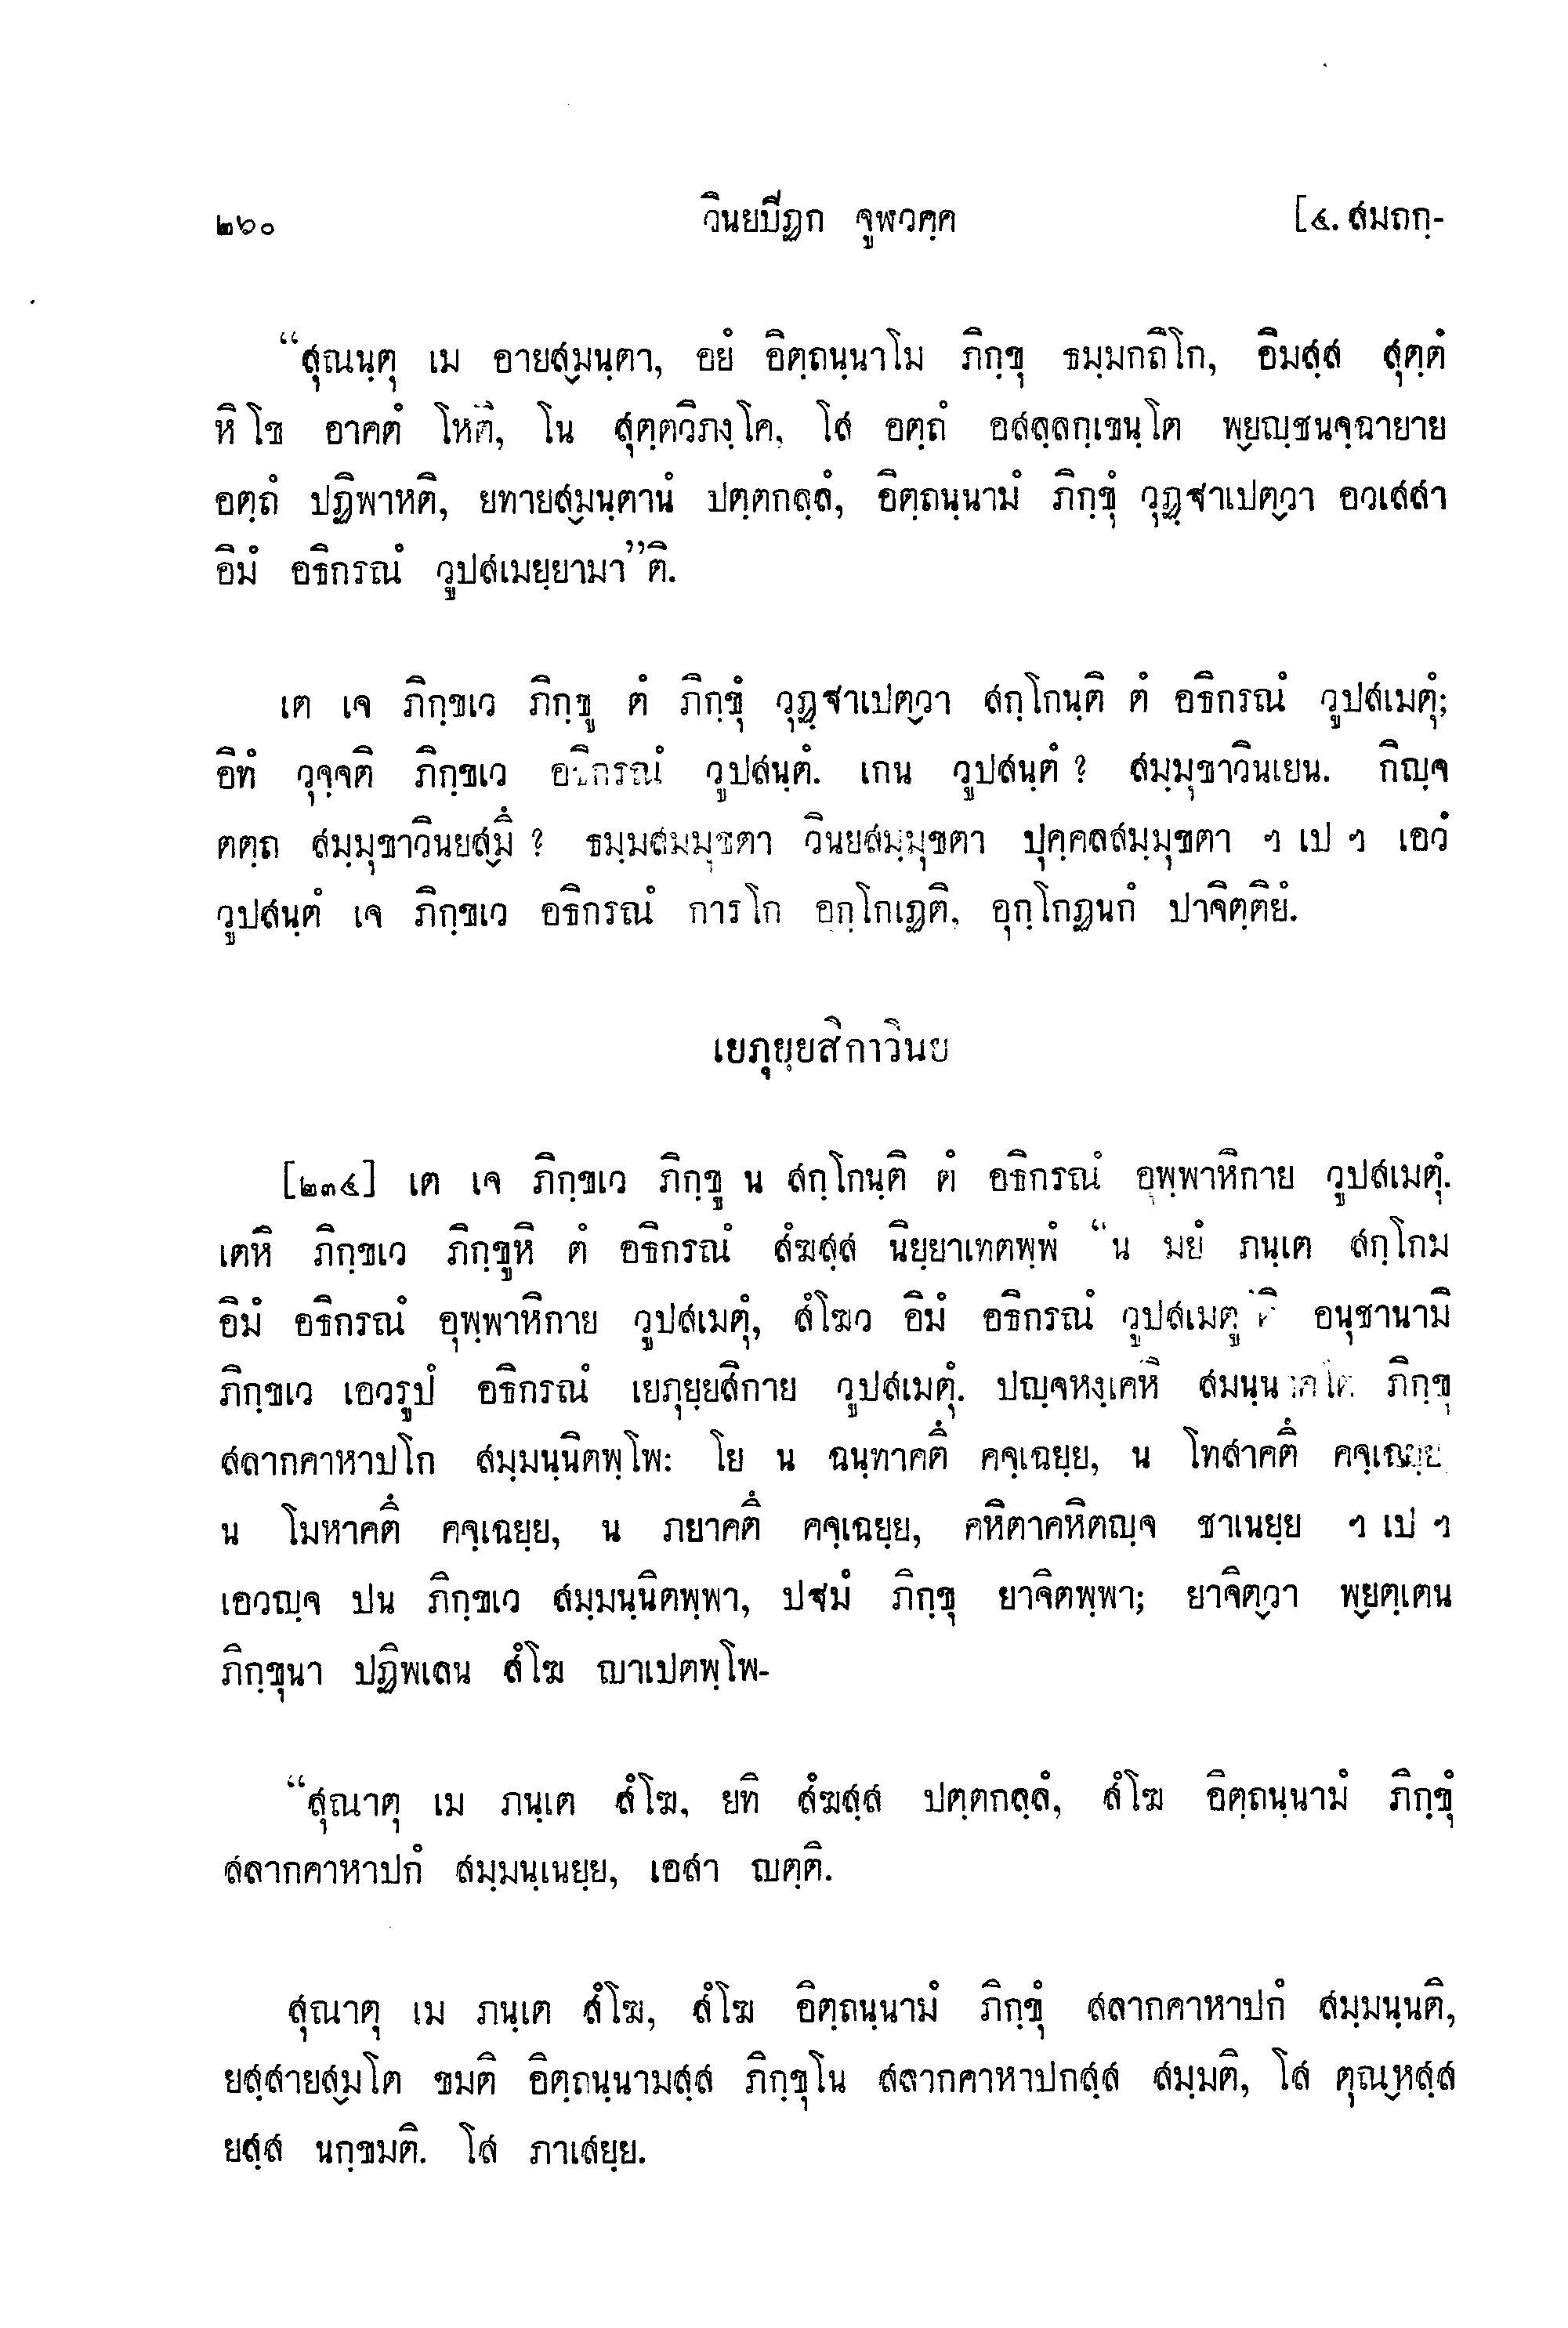 ๒๖๐ วินยปิฏก จูฬวคฺค [๔. สมถกฺ-
“สุณนฺตุ เม อายสฺมนฺตา, อยํ อิตฺถนฺนาโม ภิกฺขุ ธมฺมกถิโก, อิมสฺส สุตฺตํ
หิ โข อาคตํ โหติ, โน สุตฺตวิภงฺโค, โส อตฺถํ อสลฺลกฺเขนฺโต พฺยญฺชนจฺฉายาย
อตฺถํ ปฏิพาหติ, ยทายสฺมนฺตานํ ปตฺตกลฺลํ, อิตฺถนฺนามํ ภิกฺขุํ วุฏฺฐาเปตฺวา อวเสสา
อิมํ อธิกรณํ วูปสเมยฺยามา”ติ.
เต เจ ภิกฺขเว ภิกฺขู ตํ ภิกฺขุํ วุฏฺฐาเปตฺวา สกฺโกนฺติ ตํ อธิกรณํ วูปสเมตุํ;
อิทํ วุจฺจติ ภิกฺขเว อธิกรณํ วูปสนฺตํ. เกน วูปสนฺตํ ? สมฺมุขาวินเยน. กิญฺจ
ตตฺถ สมฺมุขาวินยสฺมิํ ? ธมฺมสมฺมุขตา วินยสมฺมุขตา ปุคฺคลสมฺมุขตา ฯ เป ฯ เอวํ
วูปสนฺตํ เจ ภิกฺขเว อธิกรณํ การโก อุกฺโกเฏติ, อุกฺโกฏนกํ ปาจิตฺติยํ.
เยภุยฺยสิกาวินย
[๒๓๔] เต เจ ภิกฺขเว ภิกฺขู น สกฺโกนฺติ ตํ อธิกรณํ อุพฺพาหิกาย วูปสเมตุํ.
เตหิ ภิกฺขเว ภิกฺขูหิ ตํ อธิกรณํ สํฆสฺส นิยฺยาเทตพฺพํ “น มยํ ภนฺเต สกฺโกม
อิมํ อธิกรณํ อุพฺพาหิกาย วูปสเมตุํ, สํโฆว อิมํ อธิกรณํ วูปสเมตู”ติ อนุชานามิ
ภิกฺขเว เอวรูปํ อธิกรณํ เยภุยฺยสิกาย วูปสเมตุํ. ปญฺจหงฺเคหิ สมนฺนาคโต ภิกฺขุ
สลากคาหาปโก สมฺมนฺนิตพฺโพ: โย น ฉนฺทาคติํ คจฺเฉยฺย, น โทสาคติํ คจฺเฉยฺย
น โมหาคติํ คจฺเฉยฺย, น ภยาคติํ คจฺเฉยฺย, คหิตาคหิตญฺจ ชาเนยฺย ฯ เป ฯ
เอวญฺจ ปน ภิกฺขเว สมฺมนฺนิตพฺพา, ปฐมํ ภิกฺขุ ยาจิตพฺพา; ยาจิตฺวา พฺยตฺเตน
ภิกฺขุนา ปฏิพเลน สํโฆ ญาเปตพฺโพ-
“สุณาตุ เม ภนฺเต สํโฆ, ยทิ สํฆสฺส ปตฺตกลฺลํ, สํโฆ อิตฺถนฺนามํ ภิกฺขุํ
สลากคาหาปกํ สมฺมนฺเนยฺย, เอสา ญตฺติ.
สุณาตุ เม ภนฺเต สํโฆ, สํโฆ อิตฺถนฺนามํ ภิกฺขุํ สลากคาหาปกํ สมฺมนฺนติ,
ยสฺสายสฺมโต ขมติ อิตฺถนฺนามสฺส ภิกฺขุโน สลากคาหาปกสฺส สมฺมติ, โส ตุณฺหสฺส
ยสฺส นกฺขมติ. โส ภาเสยฺย.